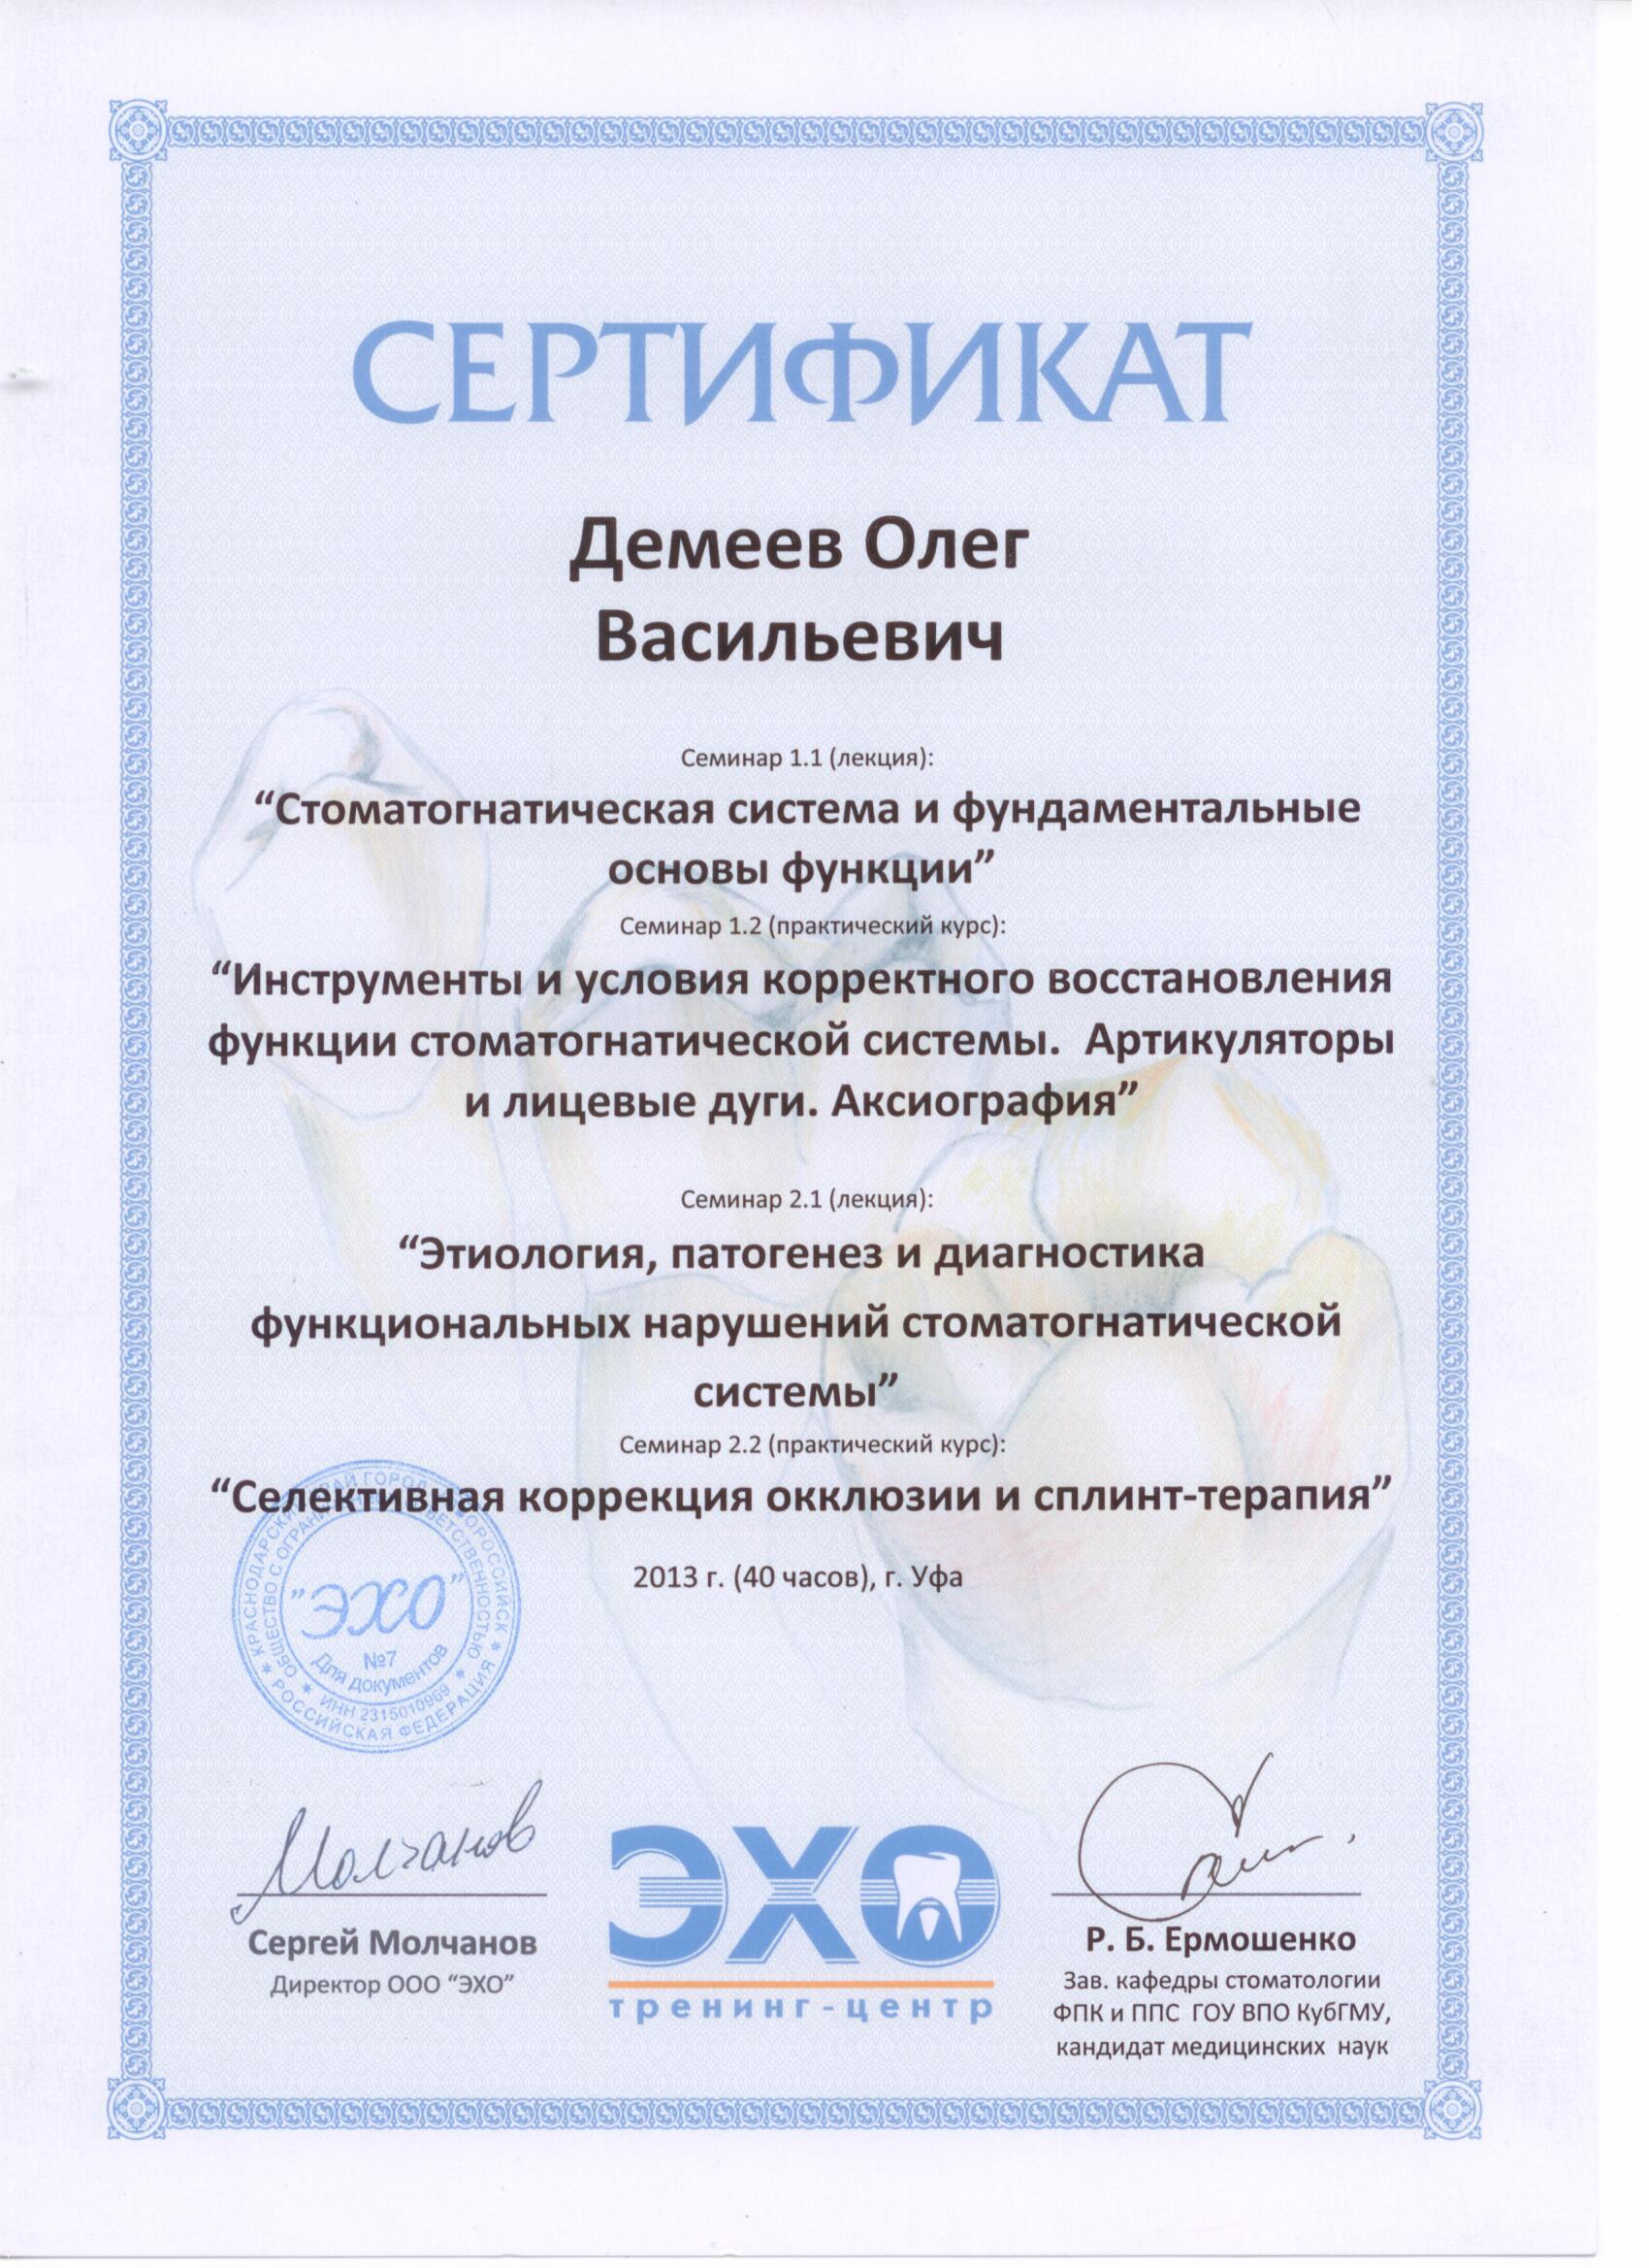 СЕРТИФИКАТ
Демеев Олег
Васильевич
Семинар 1.1 (лекция):
“Стоматогнатическая система и фундаментальные
основы функции”
Семинар 1.2 (практический курс):
“Инструменты и условия корректного восстановления
функции стоматогнатической системы. Артикуляторы
и лицевые дуги. Аксиография”
Семинар 2.1 (лекция):
“Этиология, патогенез и диагностика
функциональных нарушений стоматогнатической
системы”
Семинар 2.2 (практический курс):
“Селективная коррекция окклюзии и сплинт-терапия”
2013 г. (40 часов), г. Уфа
КРАСНОДАРСКИЙ КРАЙ ГОРОД НОВОРОССИЙСК * РОССИЙСКАЯ ФЕДЕРАЦИЯ *
ОБЩЕСТВО С ОГРАНИЧЕННОЙ ОТВЕТСТВЕННОСТЬЮ
* ИНН 2315010969 *
"ЭХО"
№7
Для документов
Молчанов
Сергей Молчанов
Директор ООО “ЭХО”
ЭХО
тренинг-центр
Р. Б. Ермошенко
Зав. кафедры стоматологии
ФПК и ППС ГОУ ВПО КубГМУ,
кандидат медицинских наук